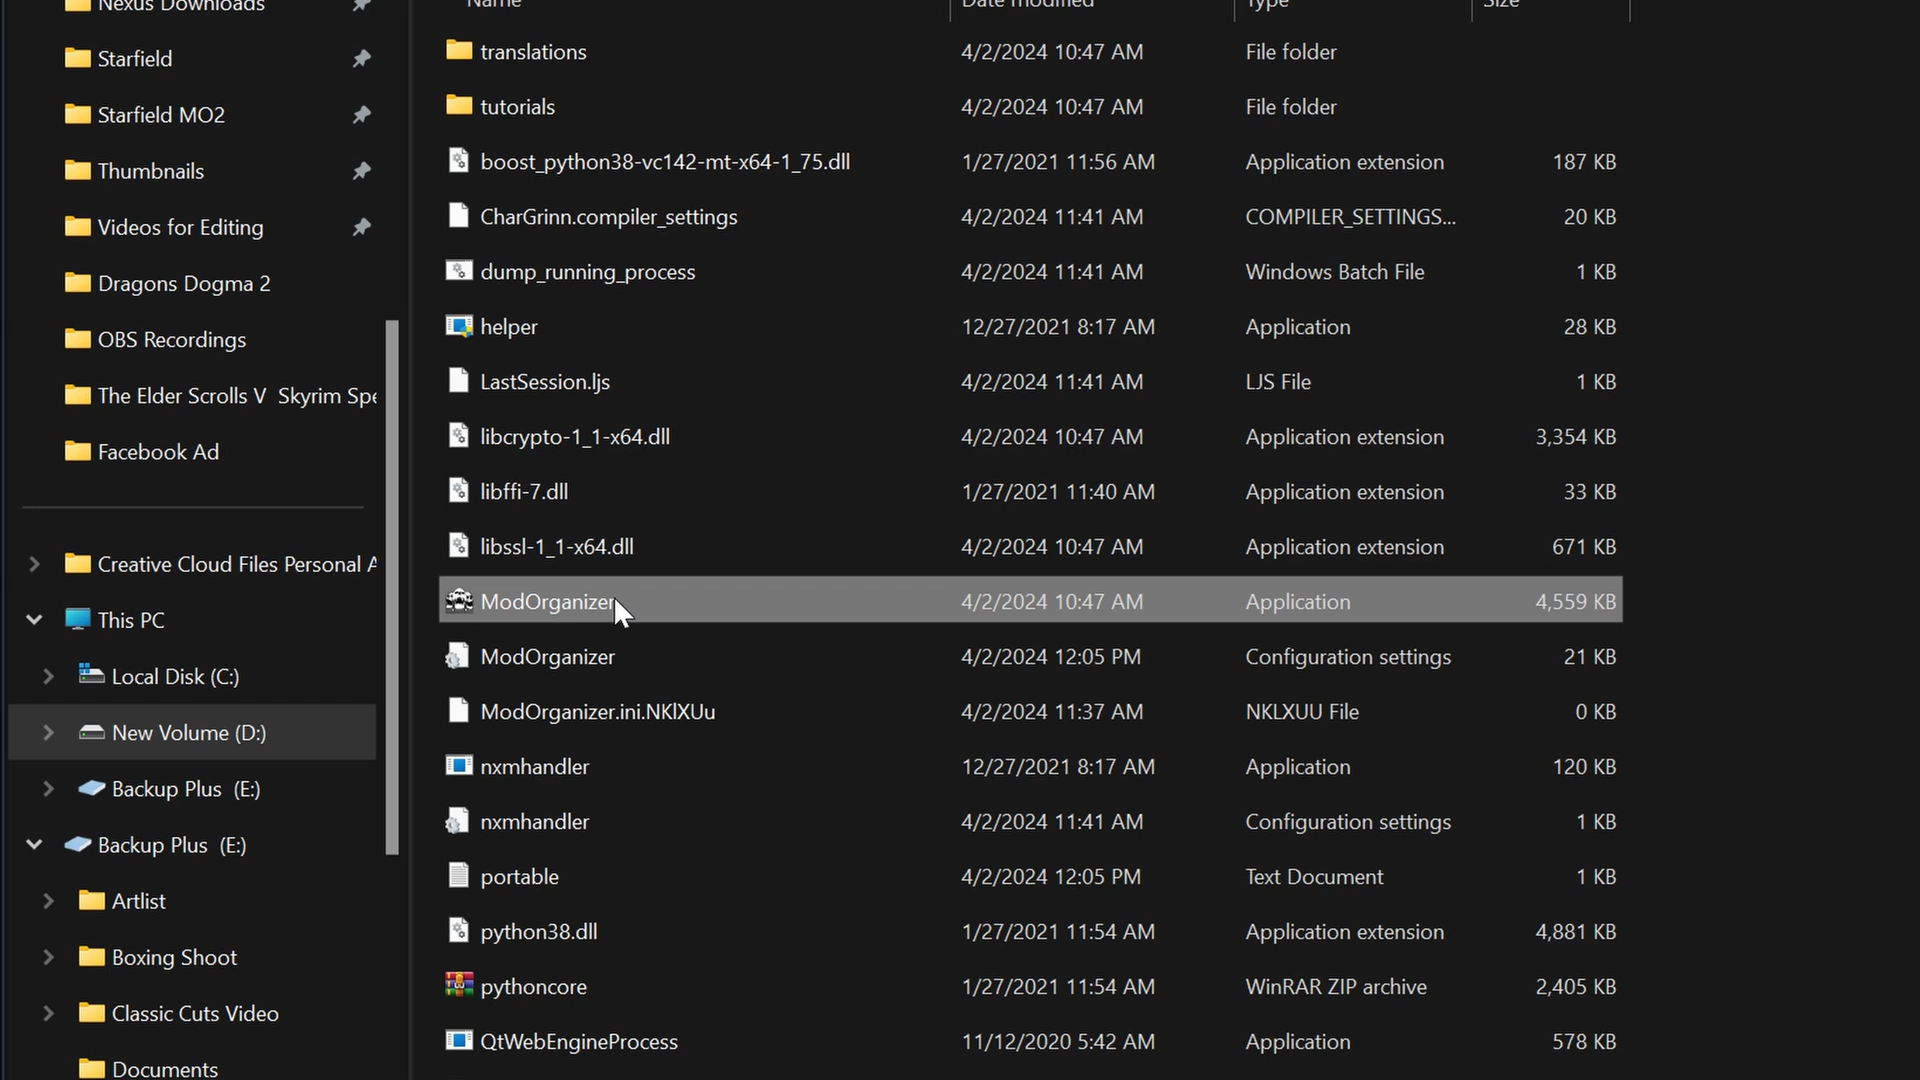 Name Date modified Type Size
Nexus Downloads
Starfield
Starfield MO2
Thumbnails
Videos for Editing
Dragons Dogma 2
OBS Recordings
The Elder Scrolls V Skyrim Spe
Facebook Ad
Creative Cloud Files Personal A
This PC
Local Disk (C:)
New Volume (D:)
Backup Plus (E:)
Backup Plus (E:)
Artlist
Boxing Shoot
Classic Cuts Video
Documents
translations 4/2/2024 10:47 AM File folder
tutorials 4/2/2024 10:47 AM File folder
boost_python38-vc142-mt-x64-1_75.dll 1/27/2021 11:56 AM Application extension 187 KB
CharGrinn.compiler_settings 4/2/2024 11:41 AM COMPILER_SETTINGS... 20 KB
dump_running_process 4/2/2024 11:41 AM Windows Batch File 1 KB
helper 12/27/2021 8:17 AM Application 28 KB
LastSession.ljs 4/2/2024 11:41 AM LJS File 1 KB
libcrypto-1_1-x64.dll 4/2/2024 10:47 AM Application extension 3,354 KB
libffi-7.dll 1/27/2021 11:40 AM Application extension 33 KB
libssl-1_1-x64.dll 4/2/2024 10:47 AM Application extension 671 KB
ModOrganizer 4/2/2024 10:47 AM Application 4,559 KB
ModOrganizer 4/2/2024 12:05 PM Configuration settings 21 KB
ModOrganizer.ini.NKlXUu 4/2/2024 11:37 AM NKLXUU File 0 KB
nxmhandler 12/27/2021 8:17 AM Application 120 KB
nxmhandler 4/2/2024 11:41 AM Configuration settings 1 KB
portable 4/2/2024 12:05 PM Text Document 1 KB
python38.dll 1/27/2021 11:54 AM Application extension 4,881 KB
pythoncore 1/27/2021 11:54 AM WinRAR ZIP archive 2,405 KB
QtWebEngineProcess 11/12/2020 5:42 AM Application 578 KB